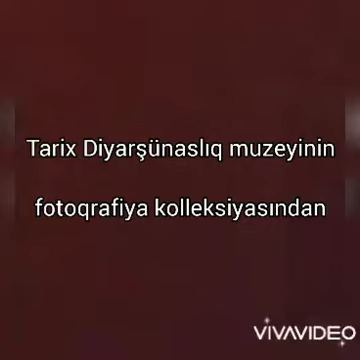 Tarix Diyarşünaslıq muzeyinin
fotoqrafiya kolleksiyasından
VIVAVIDEO